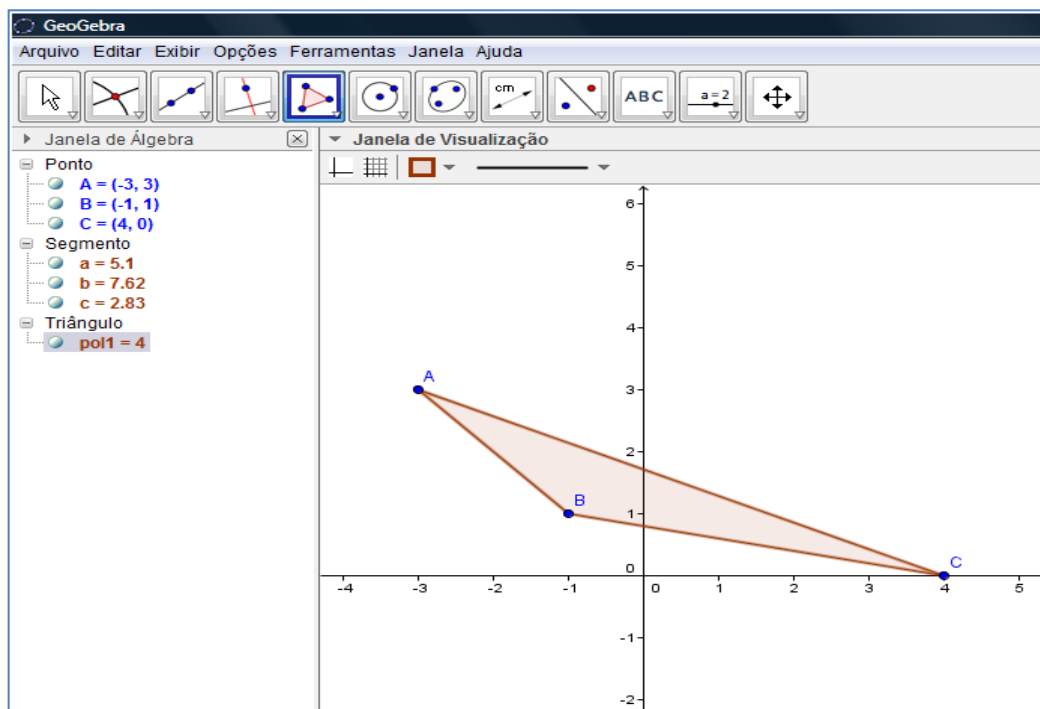 GeoGebra
Arquivo Editar Exibir Opções Ferramentas Janela Ajuda
cm
ABC
a=2
Janela de Álgebra
Ponto
A = (-3, 3)
B = (-1, 1)
C = (4, 0)
Segmento
a = 5.1
b = 7.62
c = 2.83
Triângulo
pol1 = 4
Janela de Visualização
6
5
4
3
2
1
0
-1
-2
A
B
C
-4 -3 -2 -1 0 1 2 3 4 5